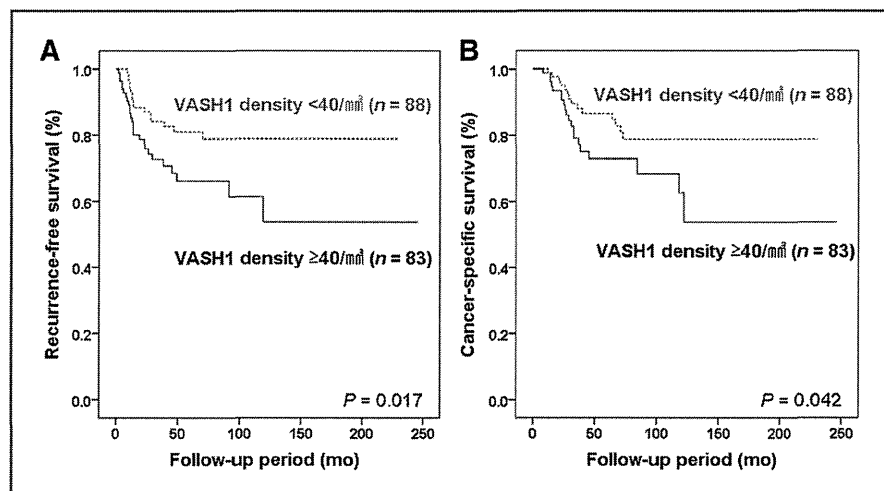 A
Recurrence-free survival (%)
1.0
0.8
0.6
0.4
0.2
0.0
VASH1 density <40/㎟ (n = 88)
VASH1 density ≥40/㎟ (n = 83)
P = 0.017
0 50 100 150 200 250
Follow-up period (mo)
B
Cancer-specific survival (%)
1.0
0.8
0.6
0.4
0.2
0.0
VASH1 density <40/㎟ (n = 88)
VASH1 density ≥40/㎟ (n = 83)
P = 0.042
0 50 100 150 200 250
Follow-up period (mo)